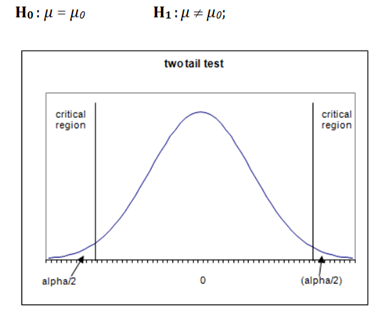 H₀ : μ = μ₀ H₁ : μ ≠ μ₀;
two tail test
critical region critical region
alpha/2 0 (alpha/2)